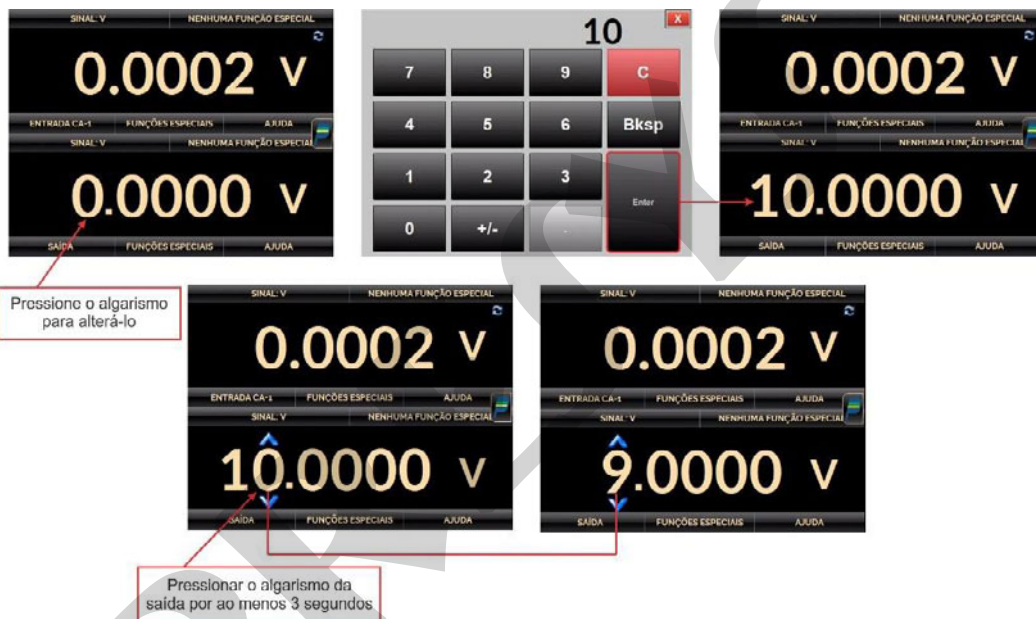 SINAL: V NENHUMA FUNÇÃO ESPECIAL
0.0002 V
ENTRADA CA-1 FUNÇÕES ESPECIAIS AJUDA
SINAL: V NENHUMA FUNÇÃO ESPECIAL
0.0000 V
SAÍDA FUNÇÕES ESPECIAIS AJUDA
X
10
7 8 9 C
4 5 6 Bksp
1 2 3
Enter
0 +/- .
SINAL: V NENHUMA FUNÇÃO ESPECIAL
0.0002 V
ENTRADA CA-1 FUNÇÕES ESPECIAIS AJUDA
SINAL: V NENHUMA FUNÇÃO ESPECIAL
10.0000 V
SAÍDA FUNÇÕES ESPECIAIS AJUDA
Pressione o algarismo
para alterá-lo
SINAL: V NENHUMA FUNÇÃO ESPECIAL
0.0002 V
ENTRADA CA-1 FUNÇÕES ESPECIAIS AJUDA
SINAL: V NENHUMA FUNÇÃO ESPECIAL
10.0000 V
SAÍDA FUNÇÕES ESPECIAIS AJUDA
SINAL: V NENHUMA FUNÇÃO ESPECIAL
0.0002 V
ENTRADA CA-1 FUNÇÕES ESPECIAIS AJUDA
SINAL: V NENHUMA FUNÇÃO ESPECIAL
9.0000 V
SAÍDA FUNÇÕES ESPECIAIS AJUDA
Pressionar o algarismo da
saída por ao menos 3 segundos